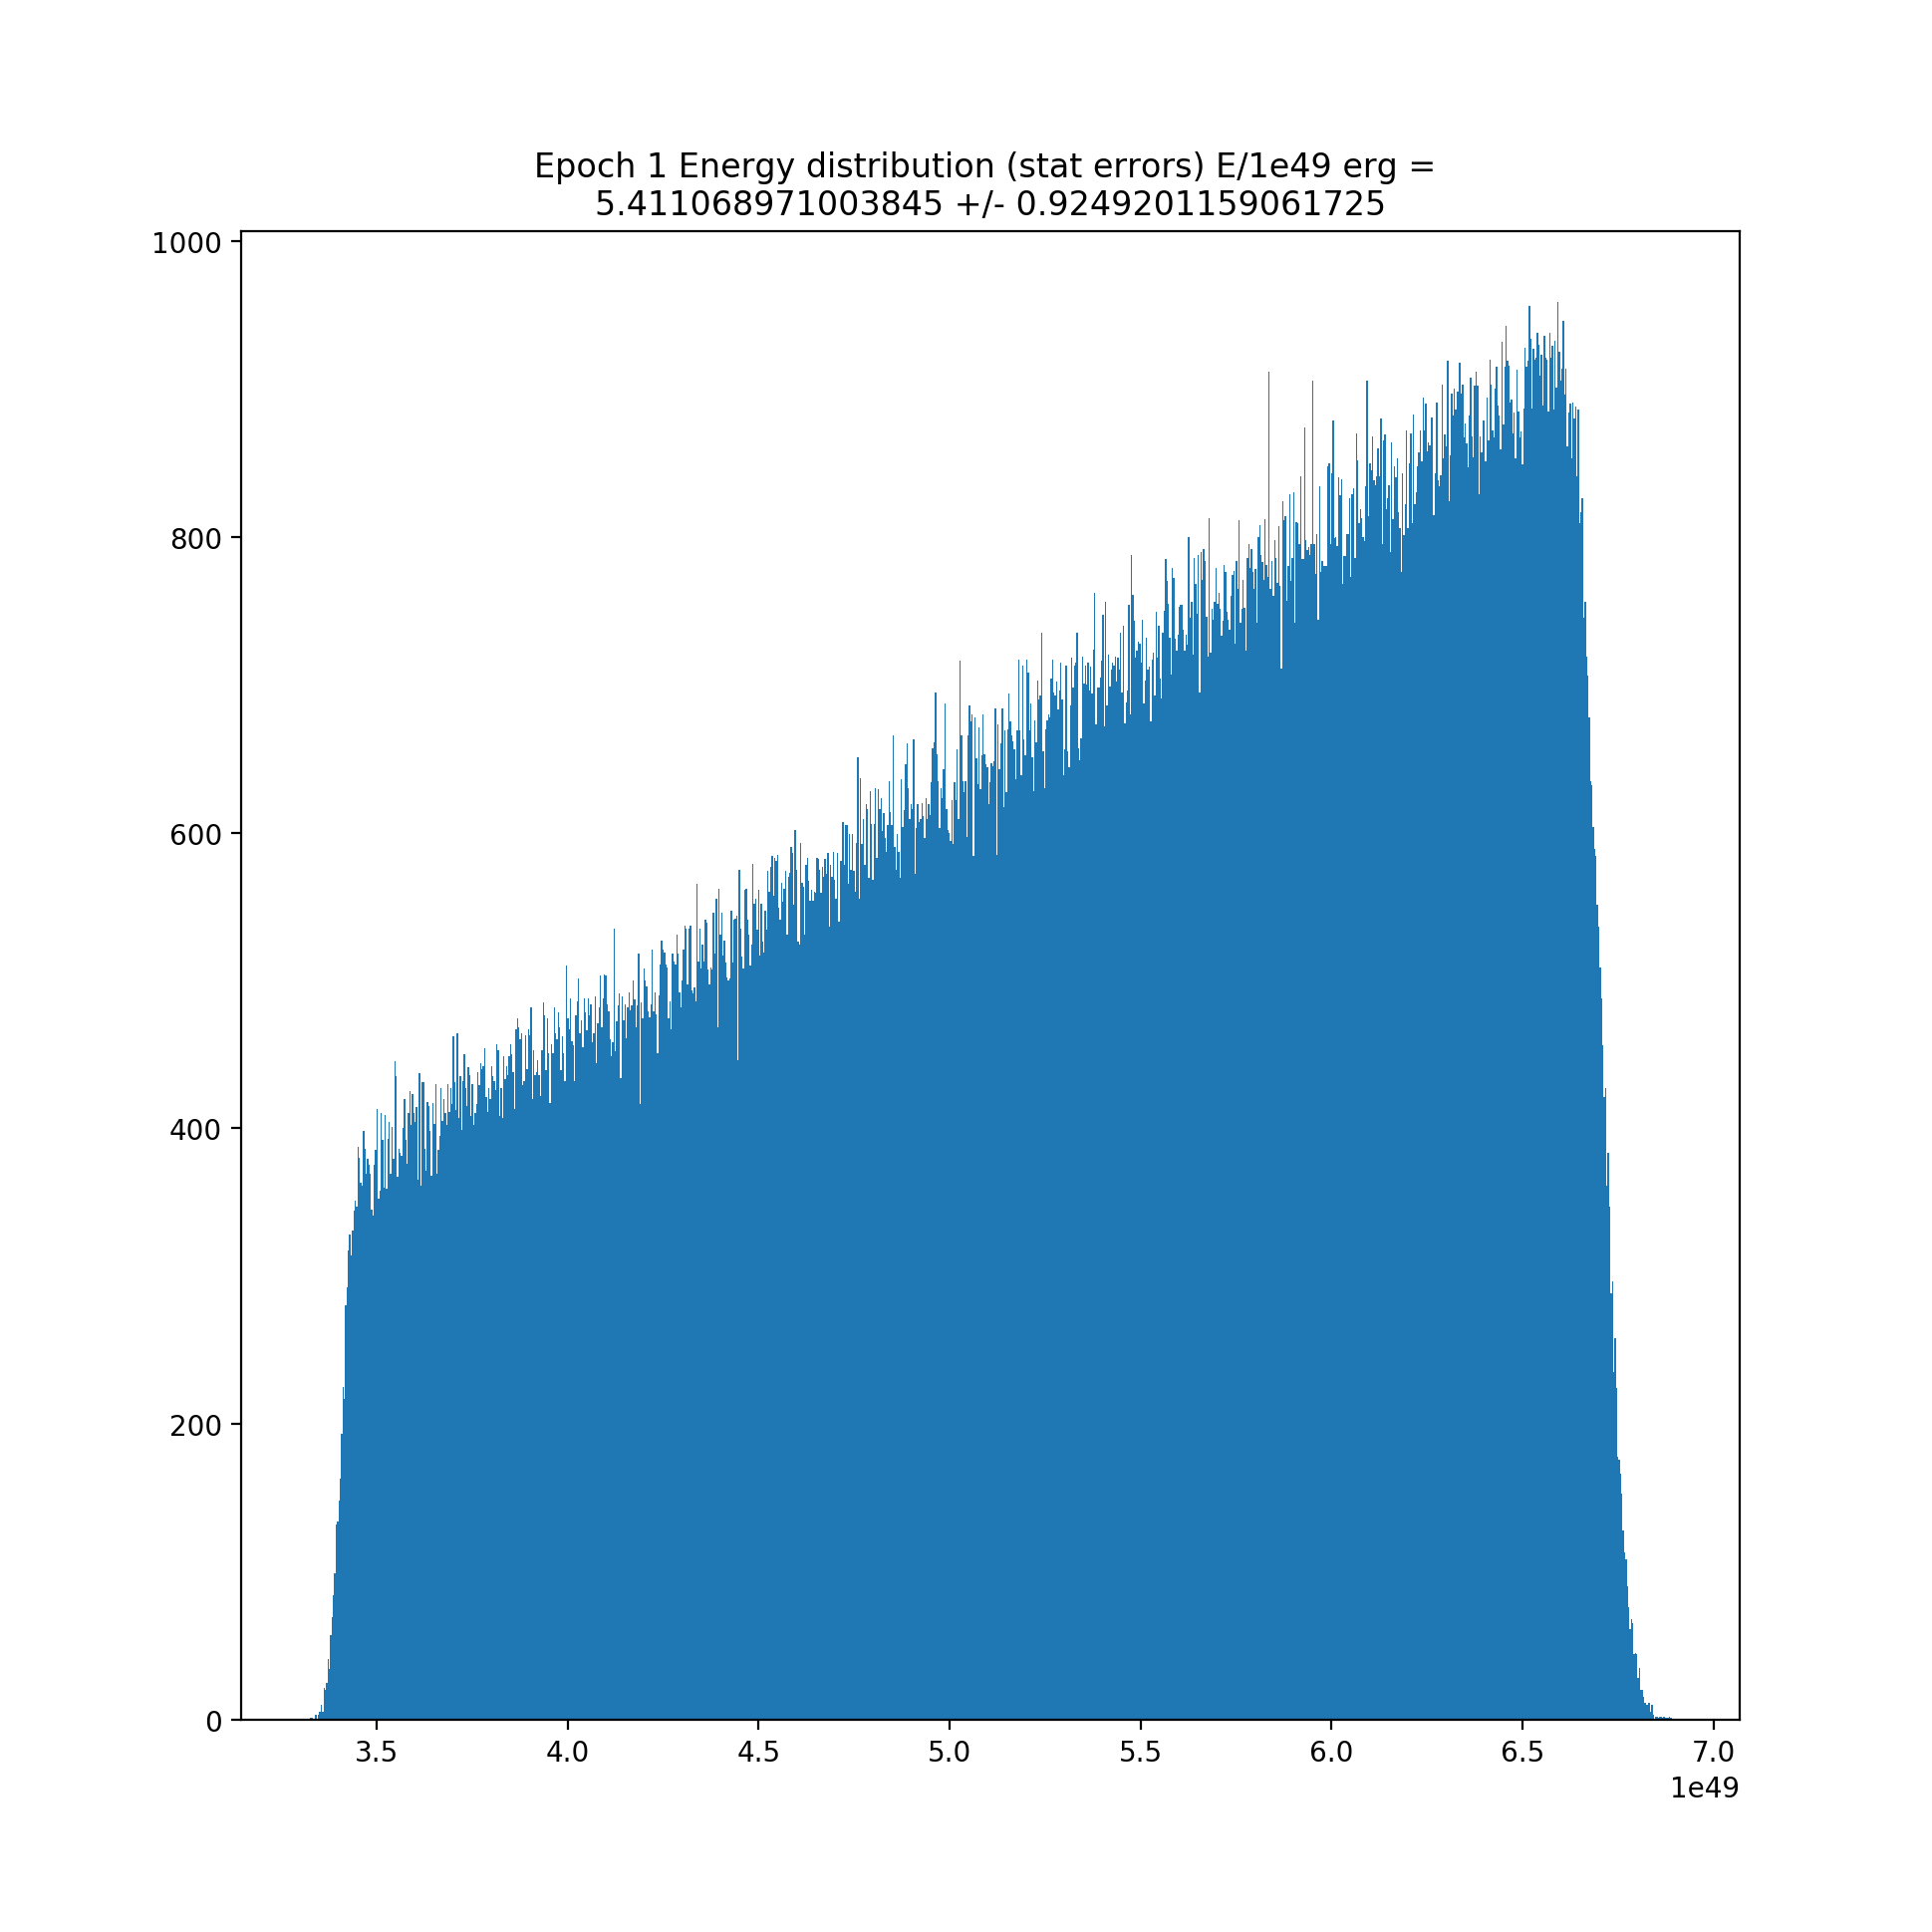 Epoch 1 Energy distribution (stat errors) E/1e49 erg =
5.411068971003845 +/- 0.9249201159061725
1000
800
600
400
200
0
3.5 4.0 4.5 5.0 5.5 6.0 6.5 7.0
1e49